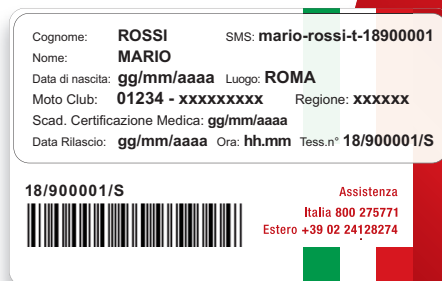 Cognome: ROSSI SMS: mario-rossi-t-18900001
Nome: MARIO
Data di nascita: gg/mm/aaaa Luogo: ROMA
Moto Club: 01234 - xxxxxxxxx Regione: xxxxxx
Scad. Certificazione Medica: gg/mm/aaaa
Data Rilascio: gg/mm/aaaa Ora: hh.mm Tess.n° 18/900001/S
18/900001/S
Assistenza
Italia 800 275771
Estero +39 02 24128274